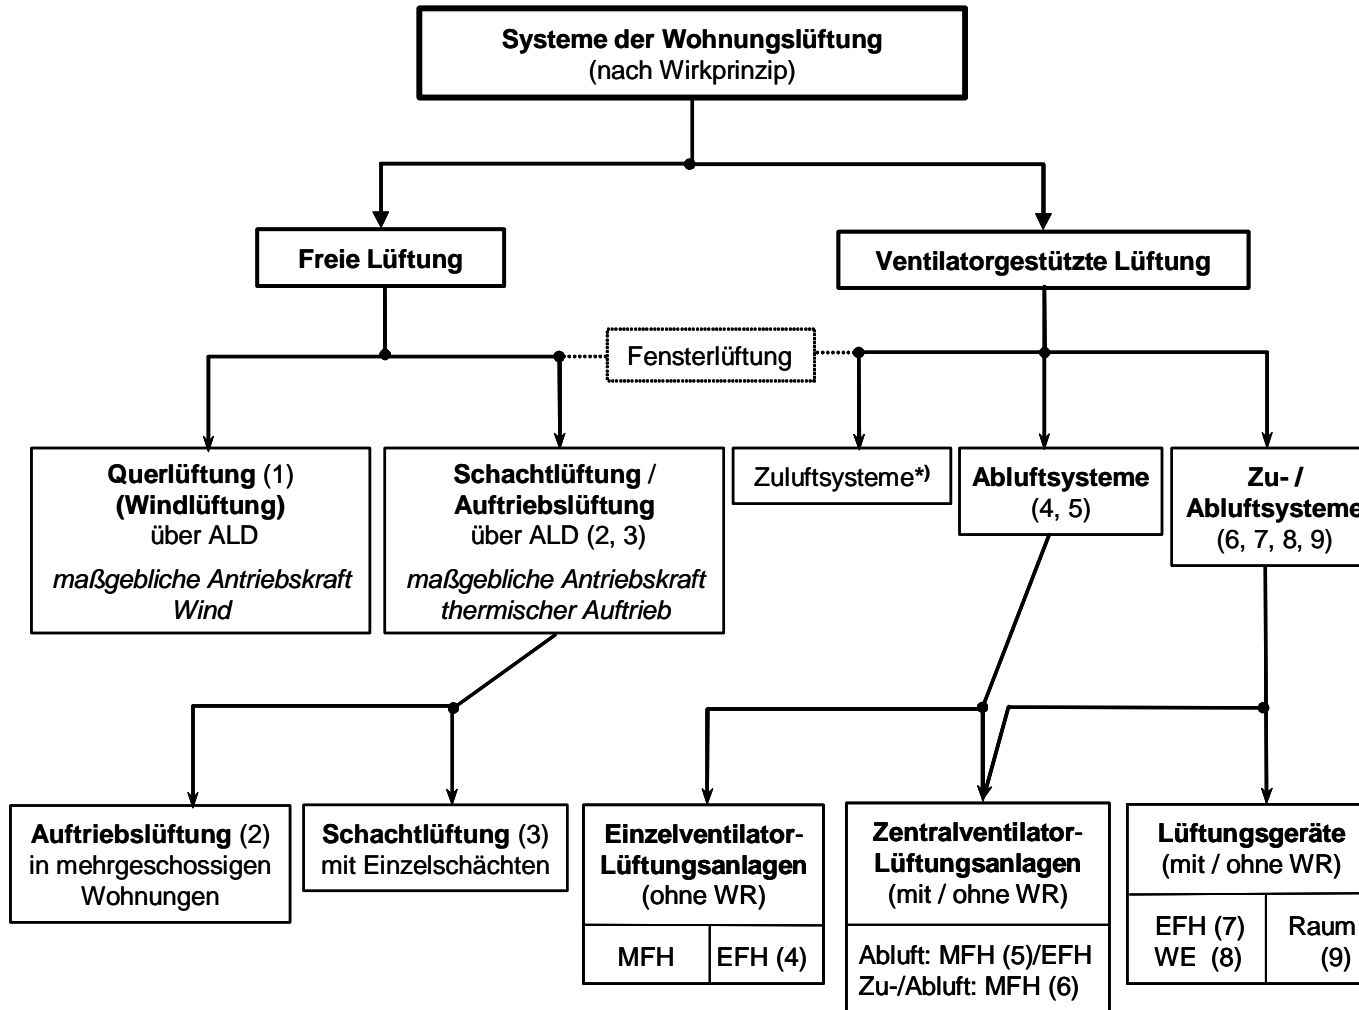 Systeme der Wohnungslüftung
(nach Wirkprinzip)
Freie Lüftung
Ventilatorgestützte Lüftung
Fensterlüftung
Querlüftung (1)
(Windlüftung)
über ALD
maßgebliche Antriebskraft
Wind
Schachtlüftung /
Auftriebslüftung
über ALD (2, 3)
maßgebliche Antriebskraft
thermischer Auftrieb
Zuluftsysteme*)
Abluftsysteme
(4, 5)
Zu- /
Abluftsysteme
(6, 7, 8, 9)
Auftriebslüftung (2)
in mehrgeschossigen
Wohnungen
Schachtlüftung (3)
mit Einzelschächten
Einzelventilator-
Lüftungsanlagen
(ohne WR)
MFH
EFH (4)
Zentralventilator-
Lüftungsanlagen
(mit / ohne WR)
Abluft: MFH (5)/EFH
Zu-/Abluft: MFH (6)
Lüftungsgeräte
(mit / ohne WR)
EFH (7)
WE (8)
Raum
(9)